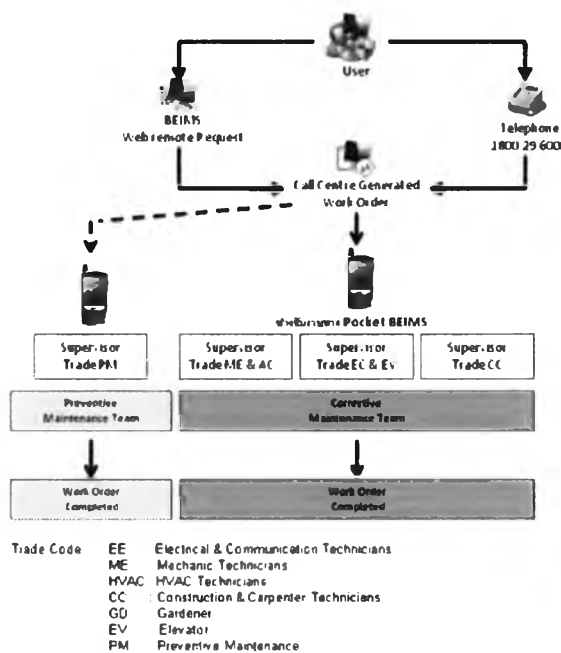 User
BEIMS
Web remote Request
Telephone
1800 29 600
Call Centre Generated
Work Order
Pocket BEIMS
Supervisor
Trade PM
Supervisor
Trade ME & AC
Supervisor
Trade EC & EV
Supervisor
Trade CC
Preventive
Maintenance Team
Corrective
Maintenance Team
Work Order
Completed
Work Order
Completed
Trade Code EE Electrical & Communication Technicians
ME Mechanic Technicians
HVAC HVAC Technicians
CC : Construction & Carpenter Technicians
GD Gardener
EV Elevator
PM Preventive Maintenance